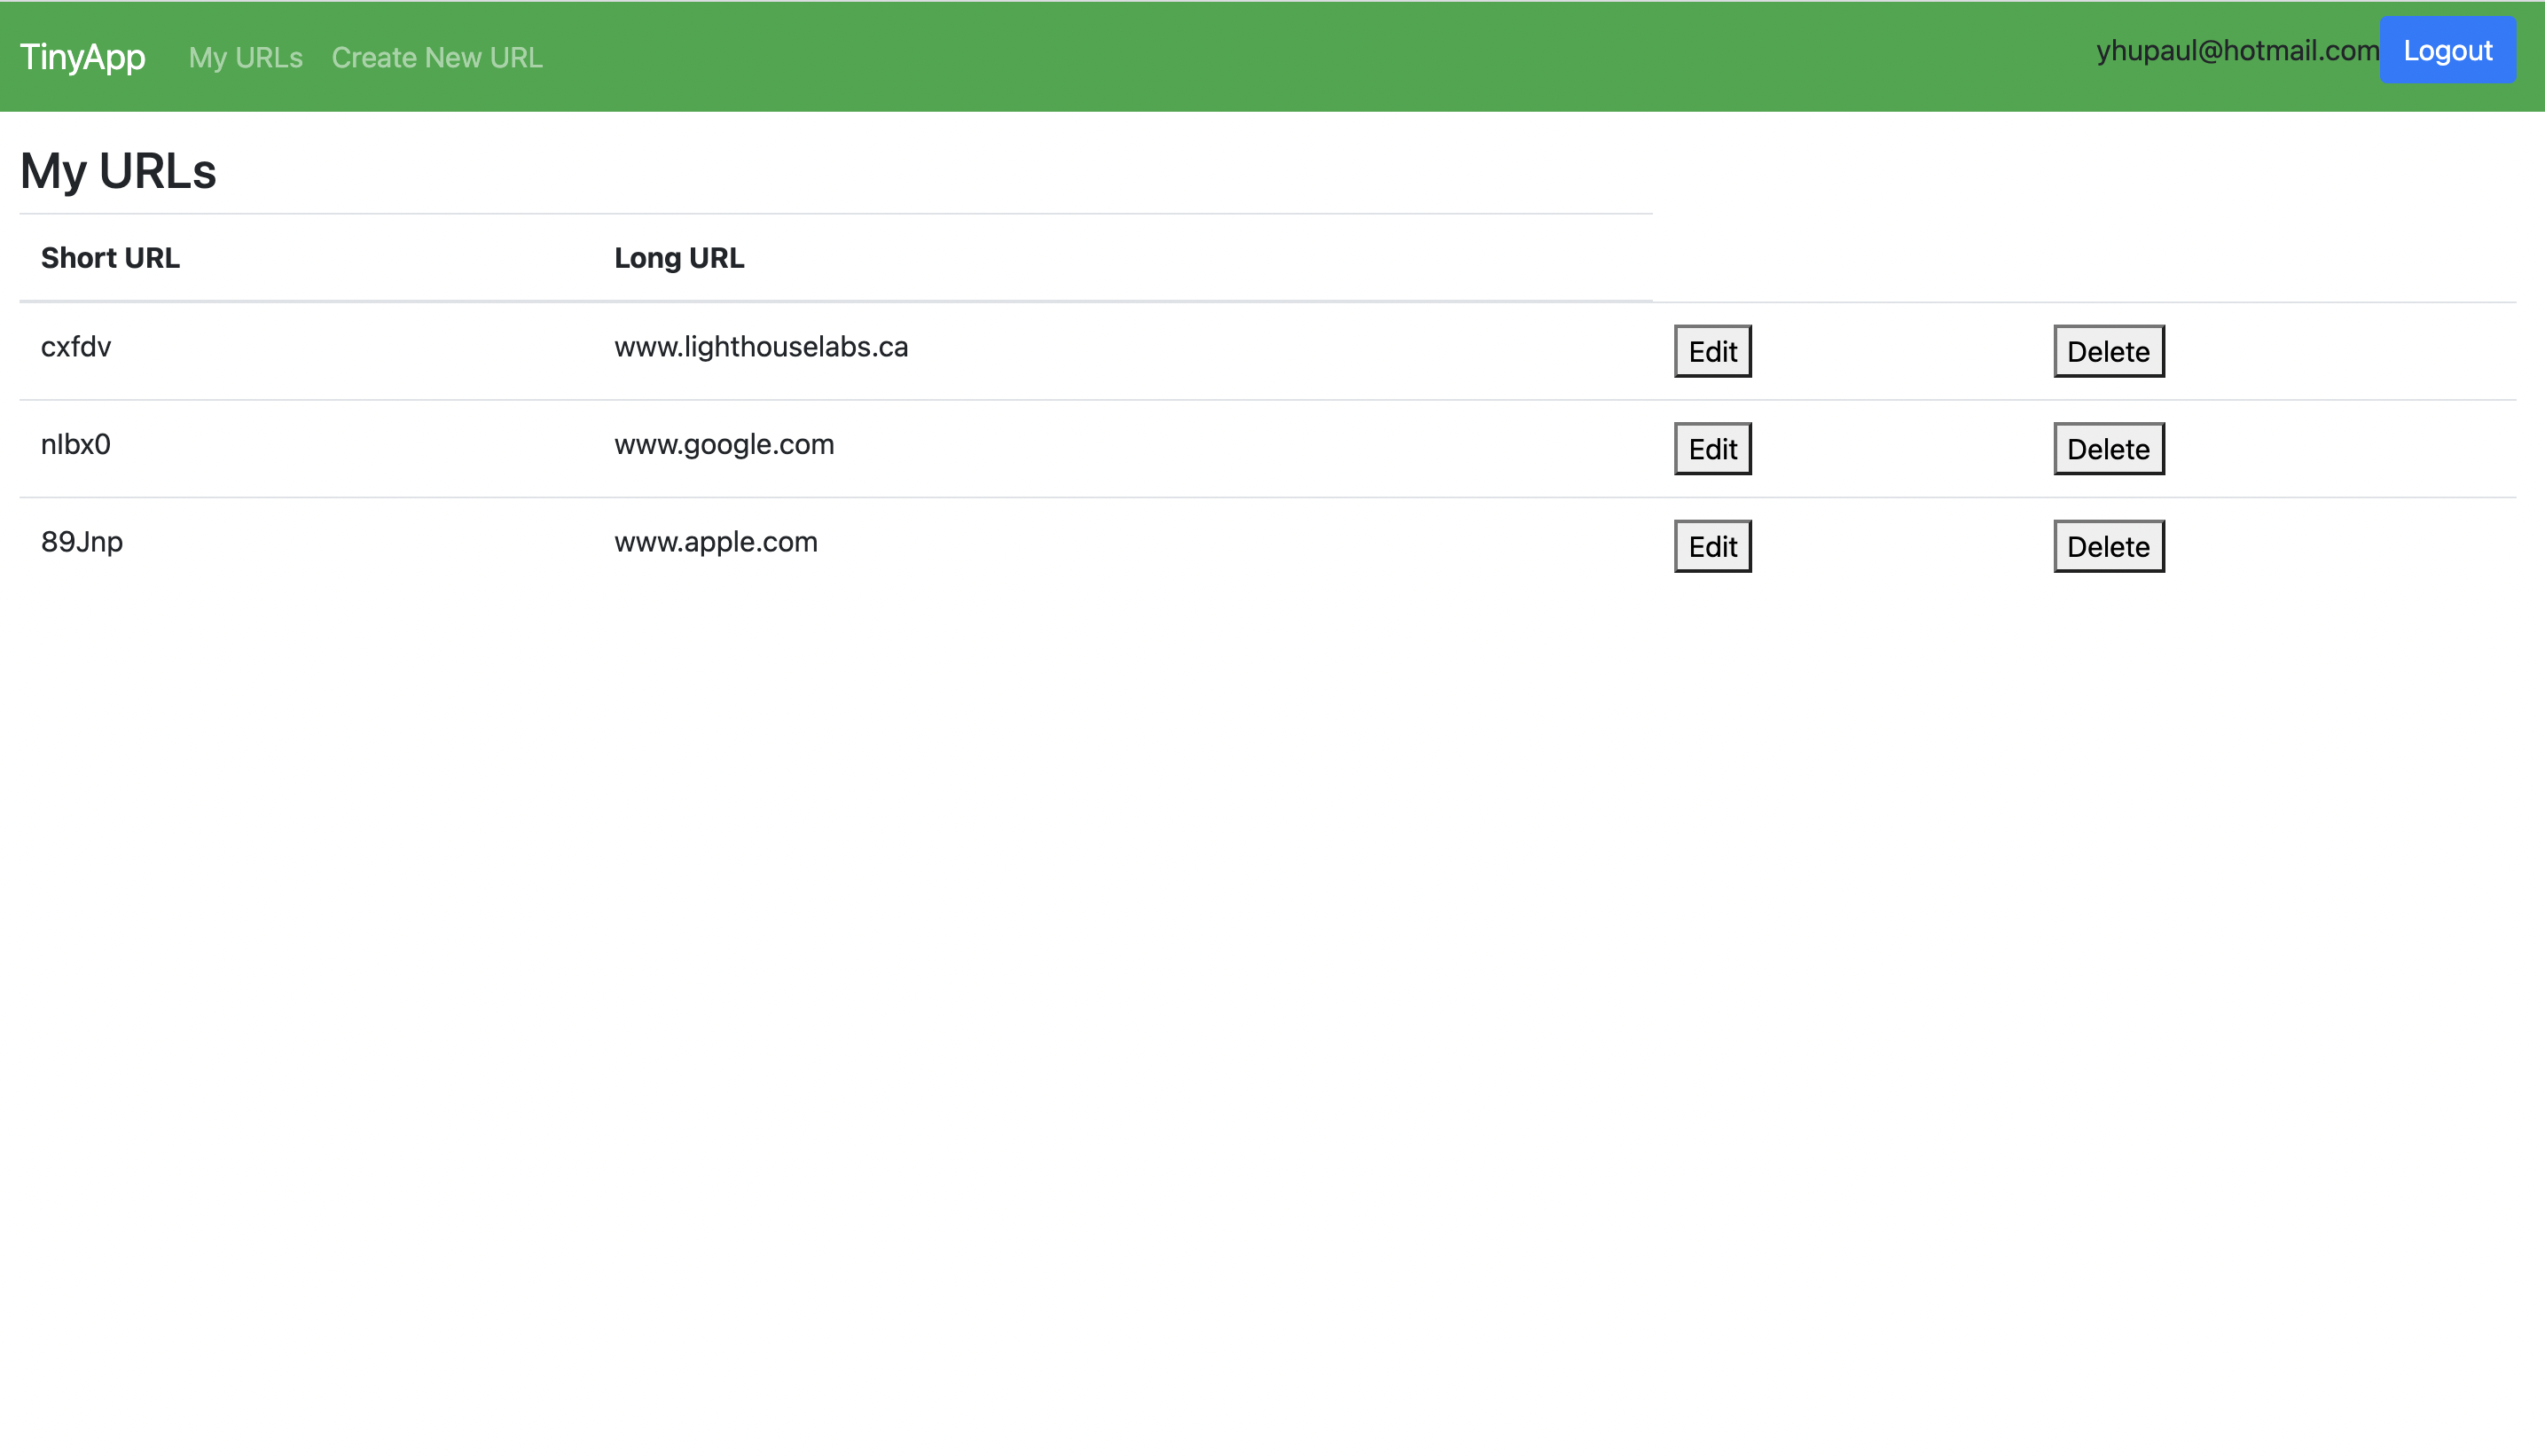 TinyApp My URLs Create New URL yhupaul@hotmail.com Logout
My URLs
Short URL Long URL
cxfdv www.lighthouselabs.ca Edit Delete
nIbx0 www.google.com Edit Delete
89Jnp www.apple.com Edit Delete